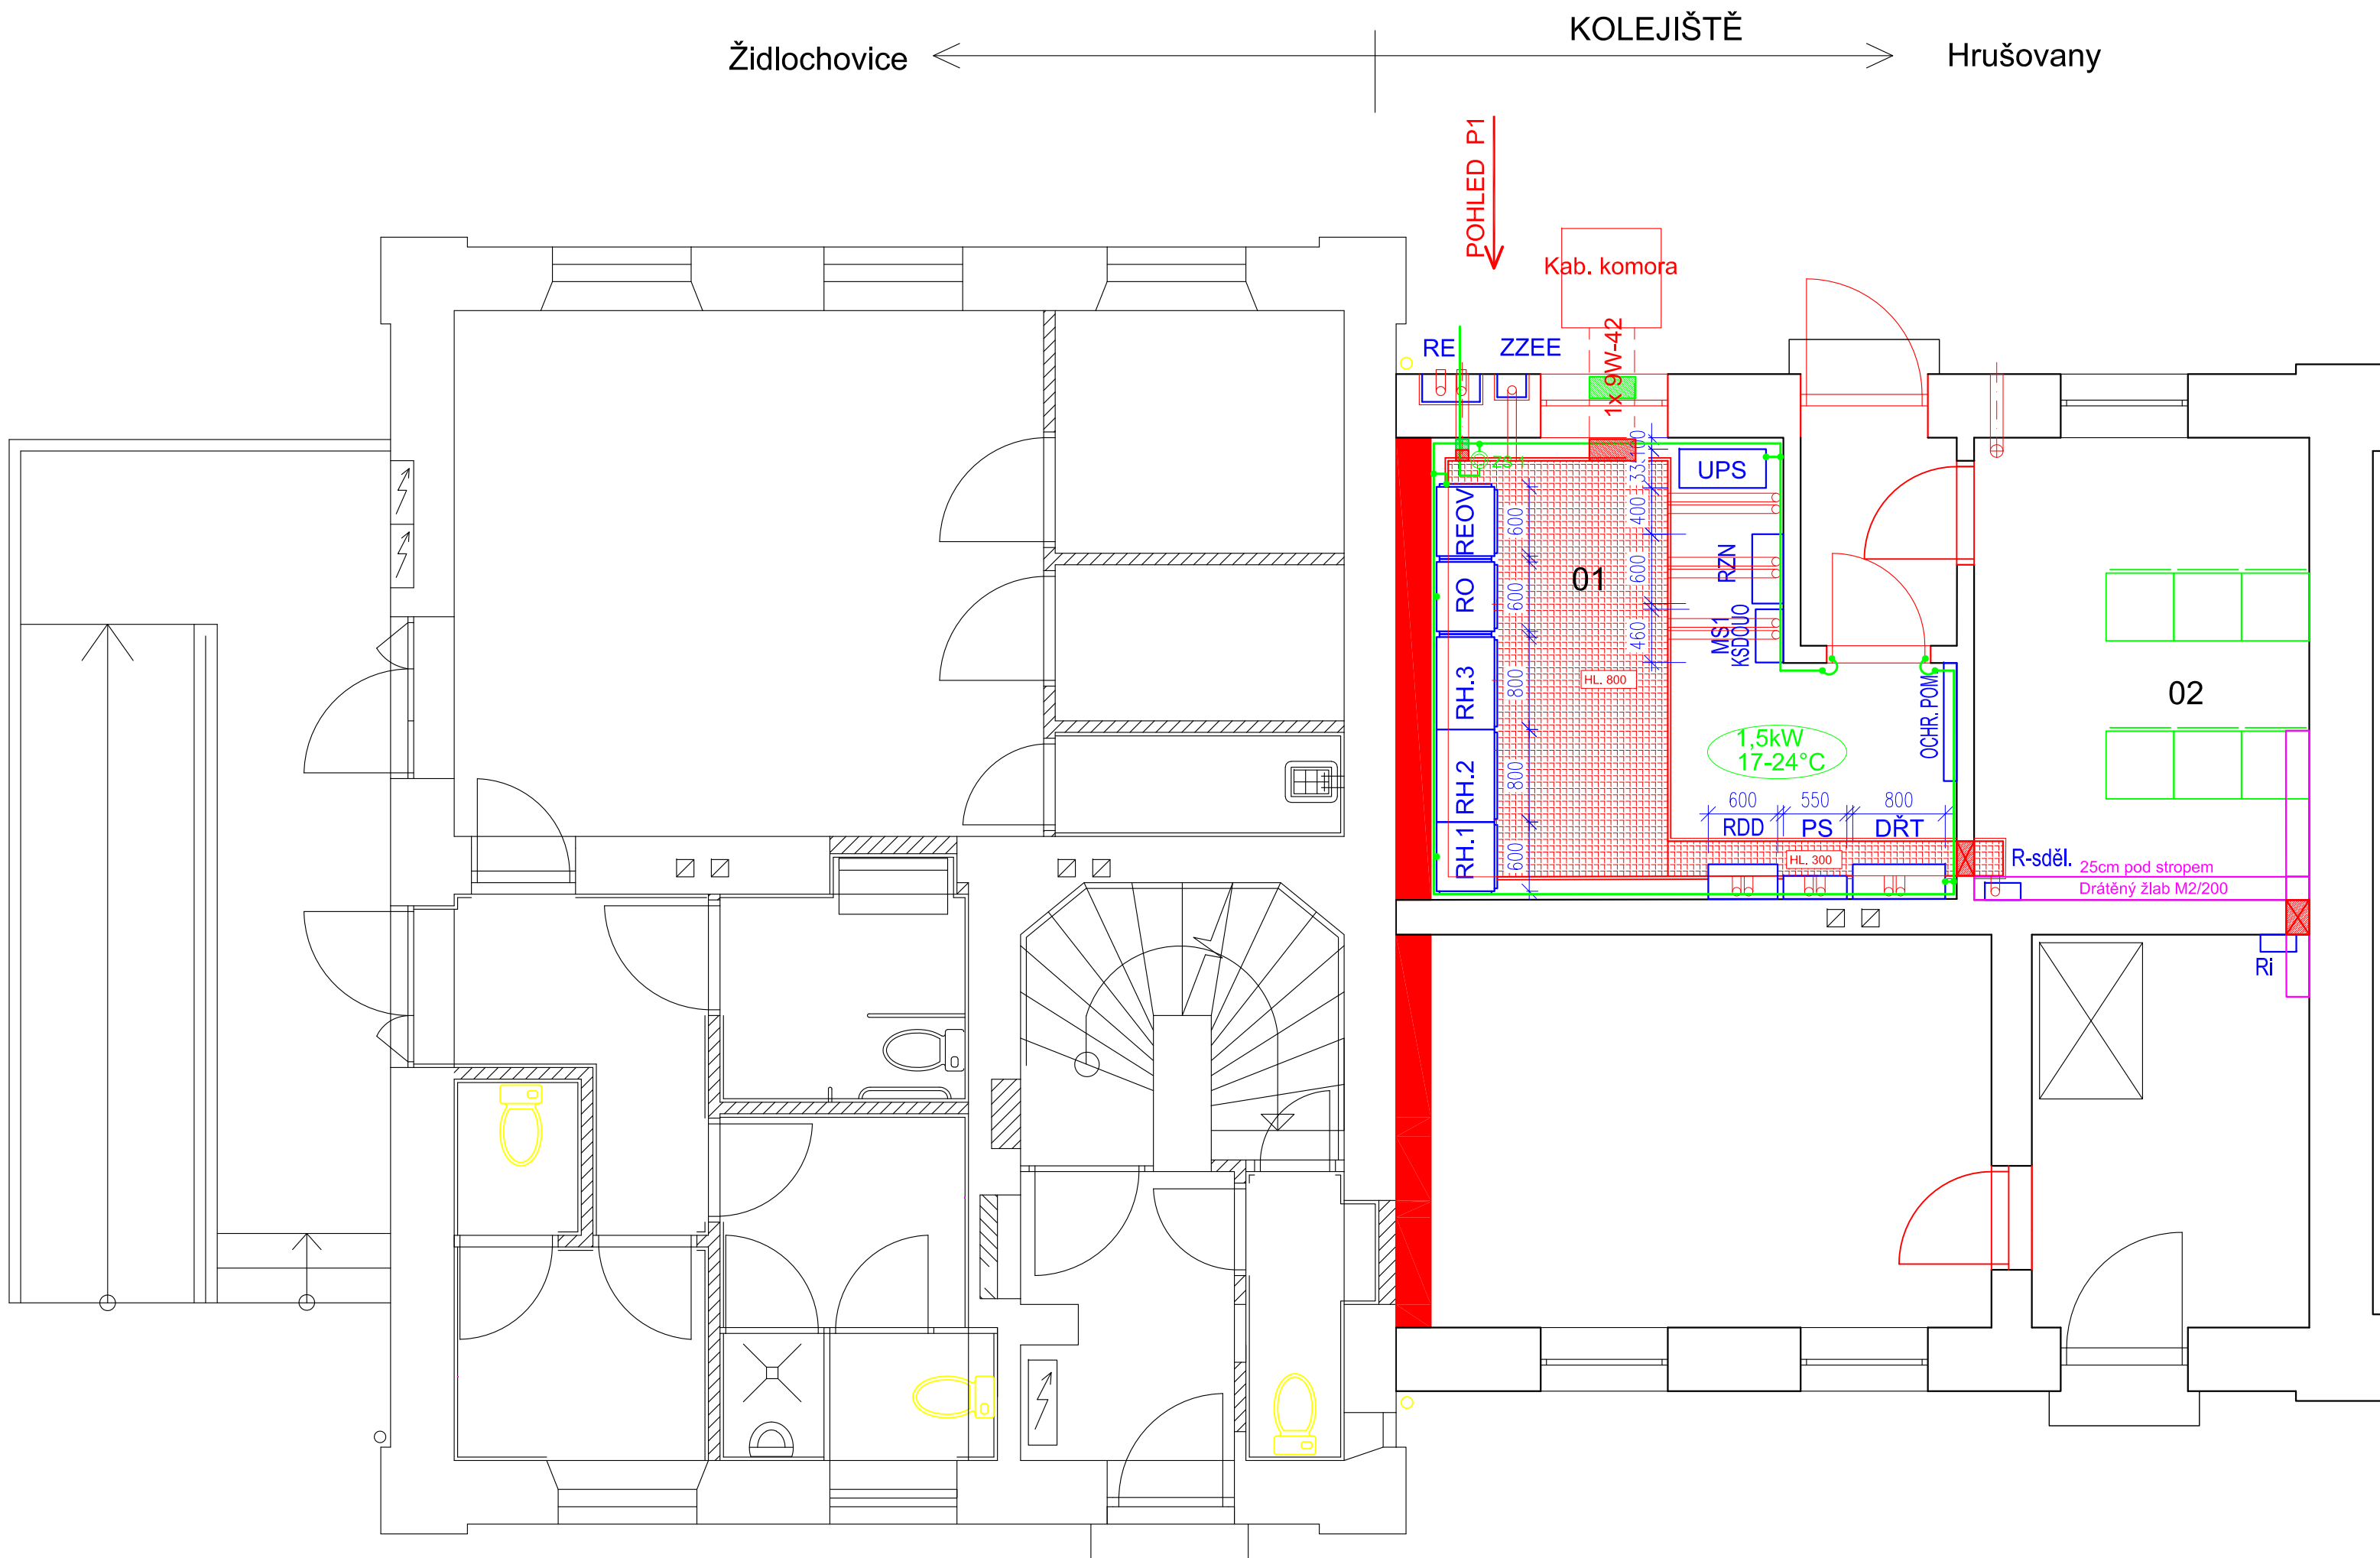 KOLEJIŠTĚ
Židlochovice
Hrušovany
POHLED P1
Kab. komora
1x 9W-42
RE
ZZEE
ZS 1
UPS
REOV
RO
RH.3
RH.2
RH.1
600
600
800
800
600
100
400
600
460
01
RZN
MS1
KSDOUO
HL. 800
02
OCHR. POM
1,5kW
17-24°C
600
550
800
RDD
PS
DŘT
HL. 300
R-sděl.
25cm pod stropem
Drátěný žlab M2/200
Ri